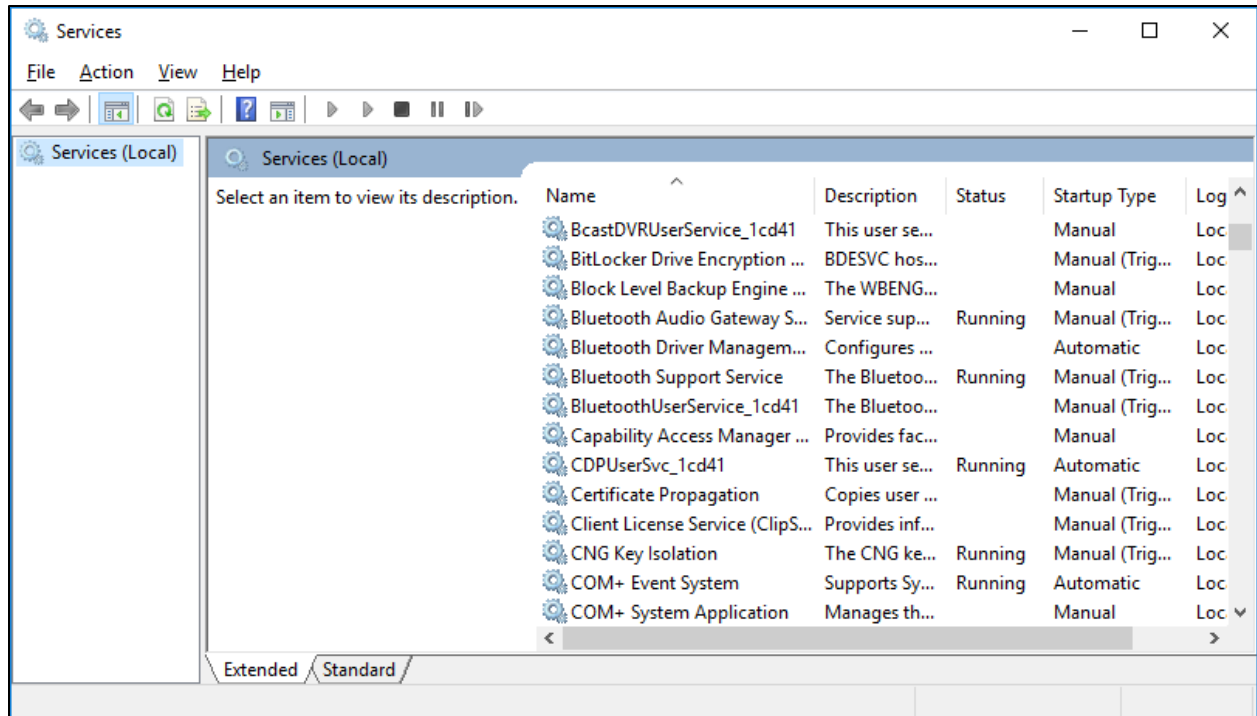 Services
File Action View Help
Services (Local)
Services (Local)
Select an item to view its description.
Name Description Status Startup Type Log
BcastDVRUserService_1cd41 This user se... Manual Loc
BitLocker Drive Encryption ... BDESVC hos... Manual (Trig... Loc
Block Level Backup Engine ... The WBENG... Manual Loc
Bluetooth Audio Gateway S... Service sup... Running Manual (Trig... Loc
Bluetooth Driver Managem... Configures ... Automatic Loc
Bluetooth Support Service The Bluetoo... Running Manual (Trig... Loc
BluetoothUserService_1cd41 The Bluetoo... Manual (Trig... Loc
Capability Access Manager ... Provides fac... Manual Loc
CDPUserSvc_1cd41 This user se... Running Automatic Loc
Certificate Propagation Copies user ... Manual (Trig... Loc
Client License Service (ClipS... Provides inf... Manual (Trig... Loc
CNG Key Isolation The CNG ke... Running Manual (Trig... Loc
COM+ Event System Supports Sy... Running Automatic Loc
COM+ System Application Manages th... Manual Loc
Extended Standard